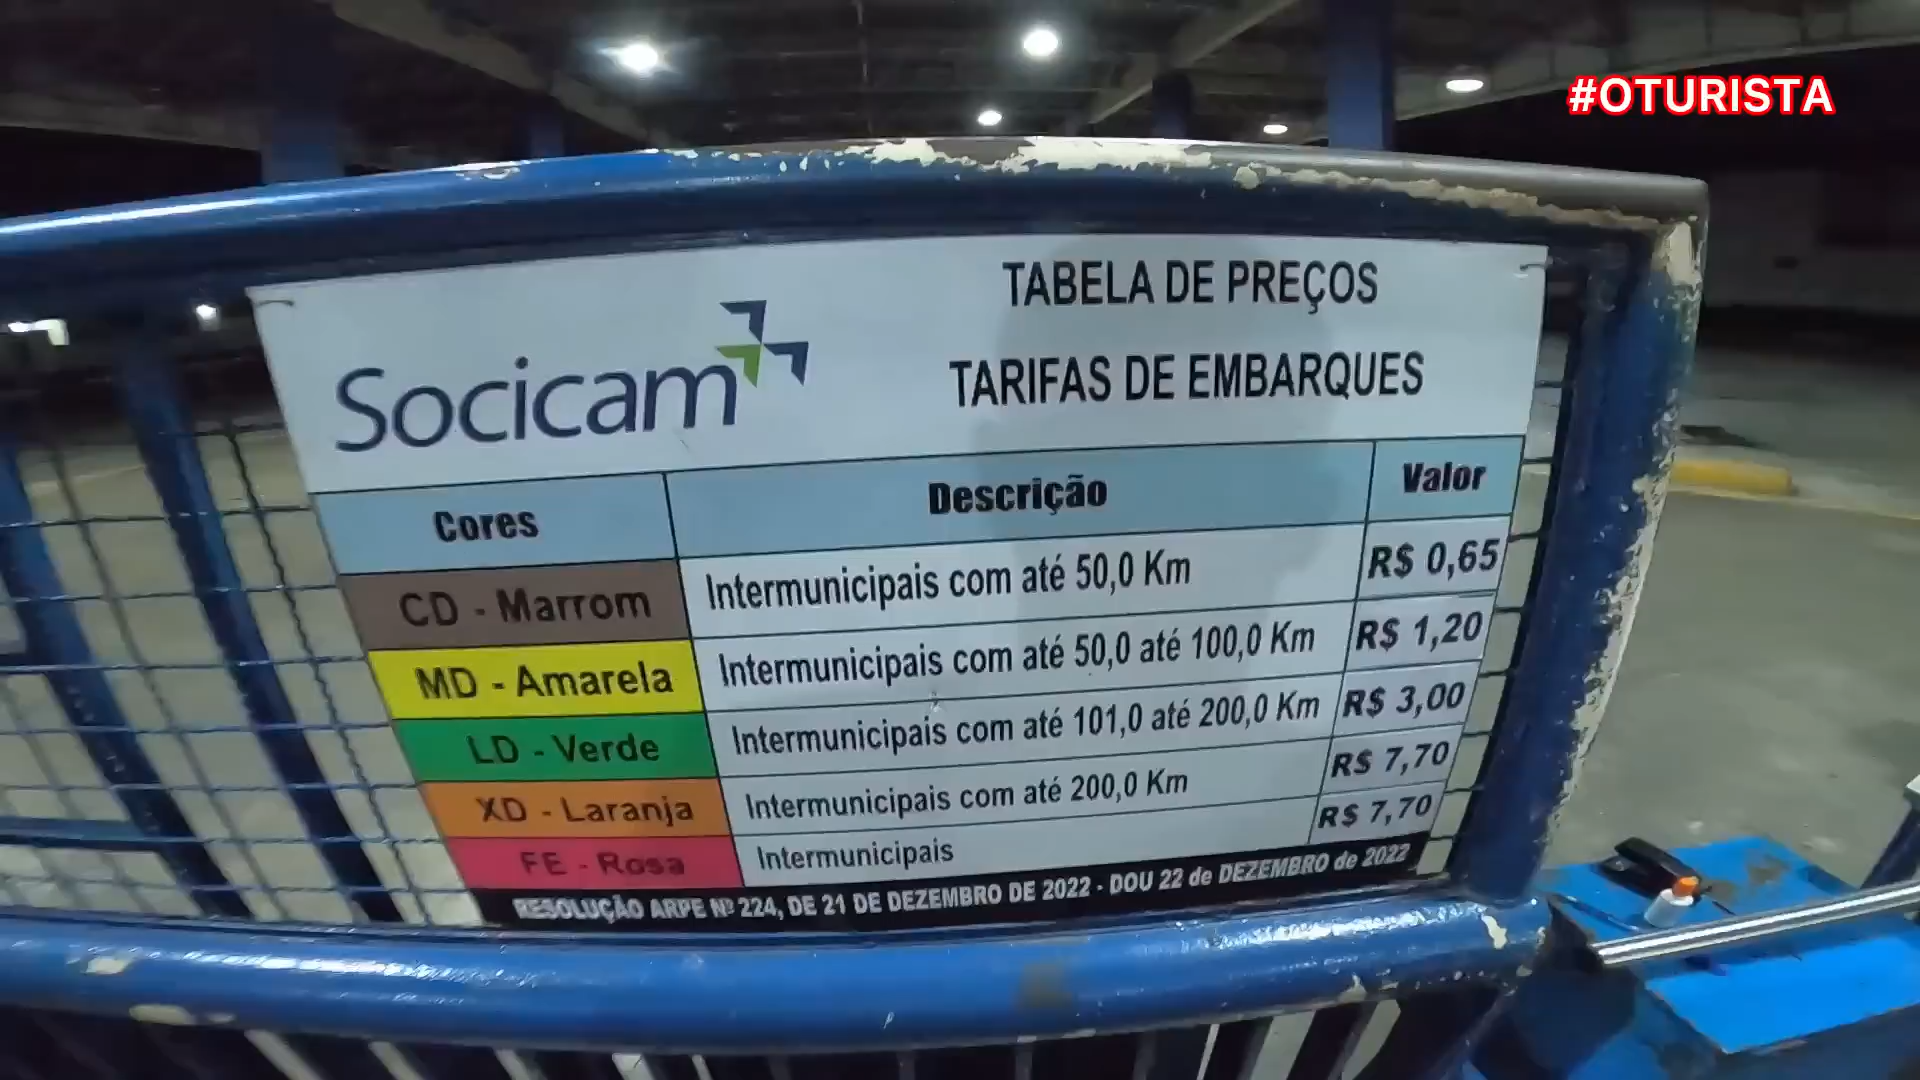 #OTURISTA
Socicam
TABELA DE PREÇOS
TARIFAS DE EMBARQUES
Cores Descrição Valor
CD - Marrom Intermunicipais com até 50,0 Km R$ 0,65
MD - Amarela Intermunicipais com até 50,0 até 100,0 Km R$ 1,20
LD - Verde Intermunicipais com até 101,0 até 200,0 Km R$ 3,00
XD - Laranja Intermunicipais com até 200,0 Km R$ 7,70
FE - Rosa Intermunicipais R$ 7,70
RESOLUÇÃO ARPE Nº 224, DE 21 DE DEZEMBRO DE 2022 - DOU 22 de DEZEMBRO de 2022